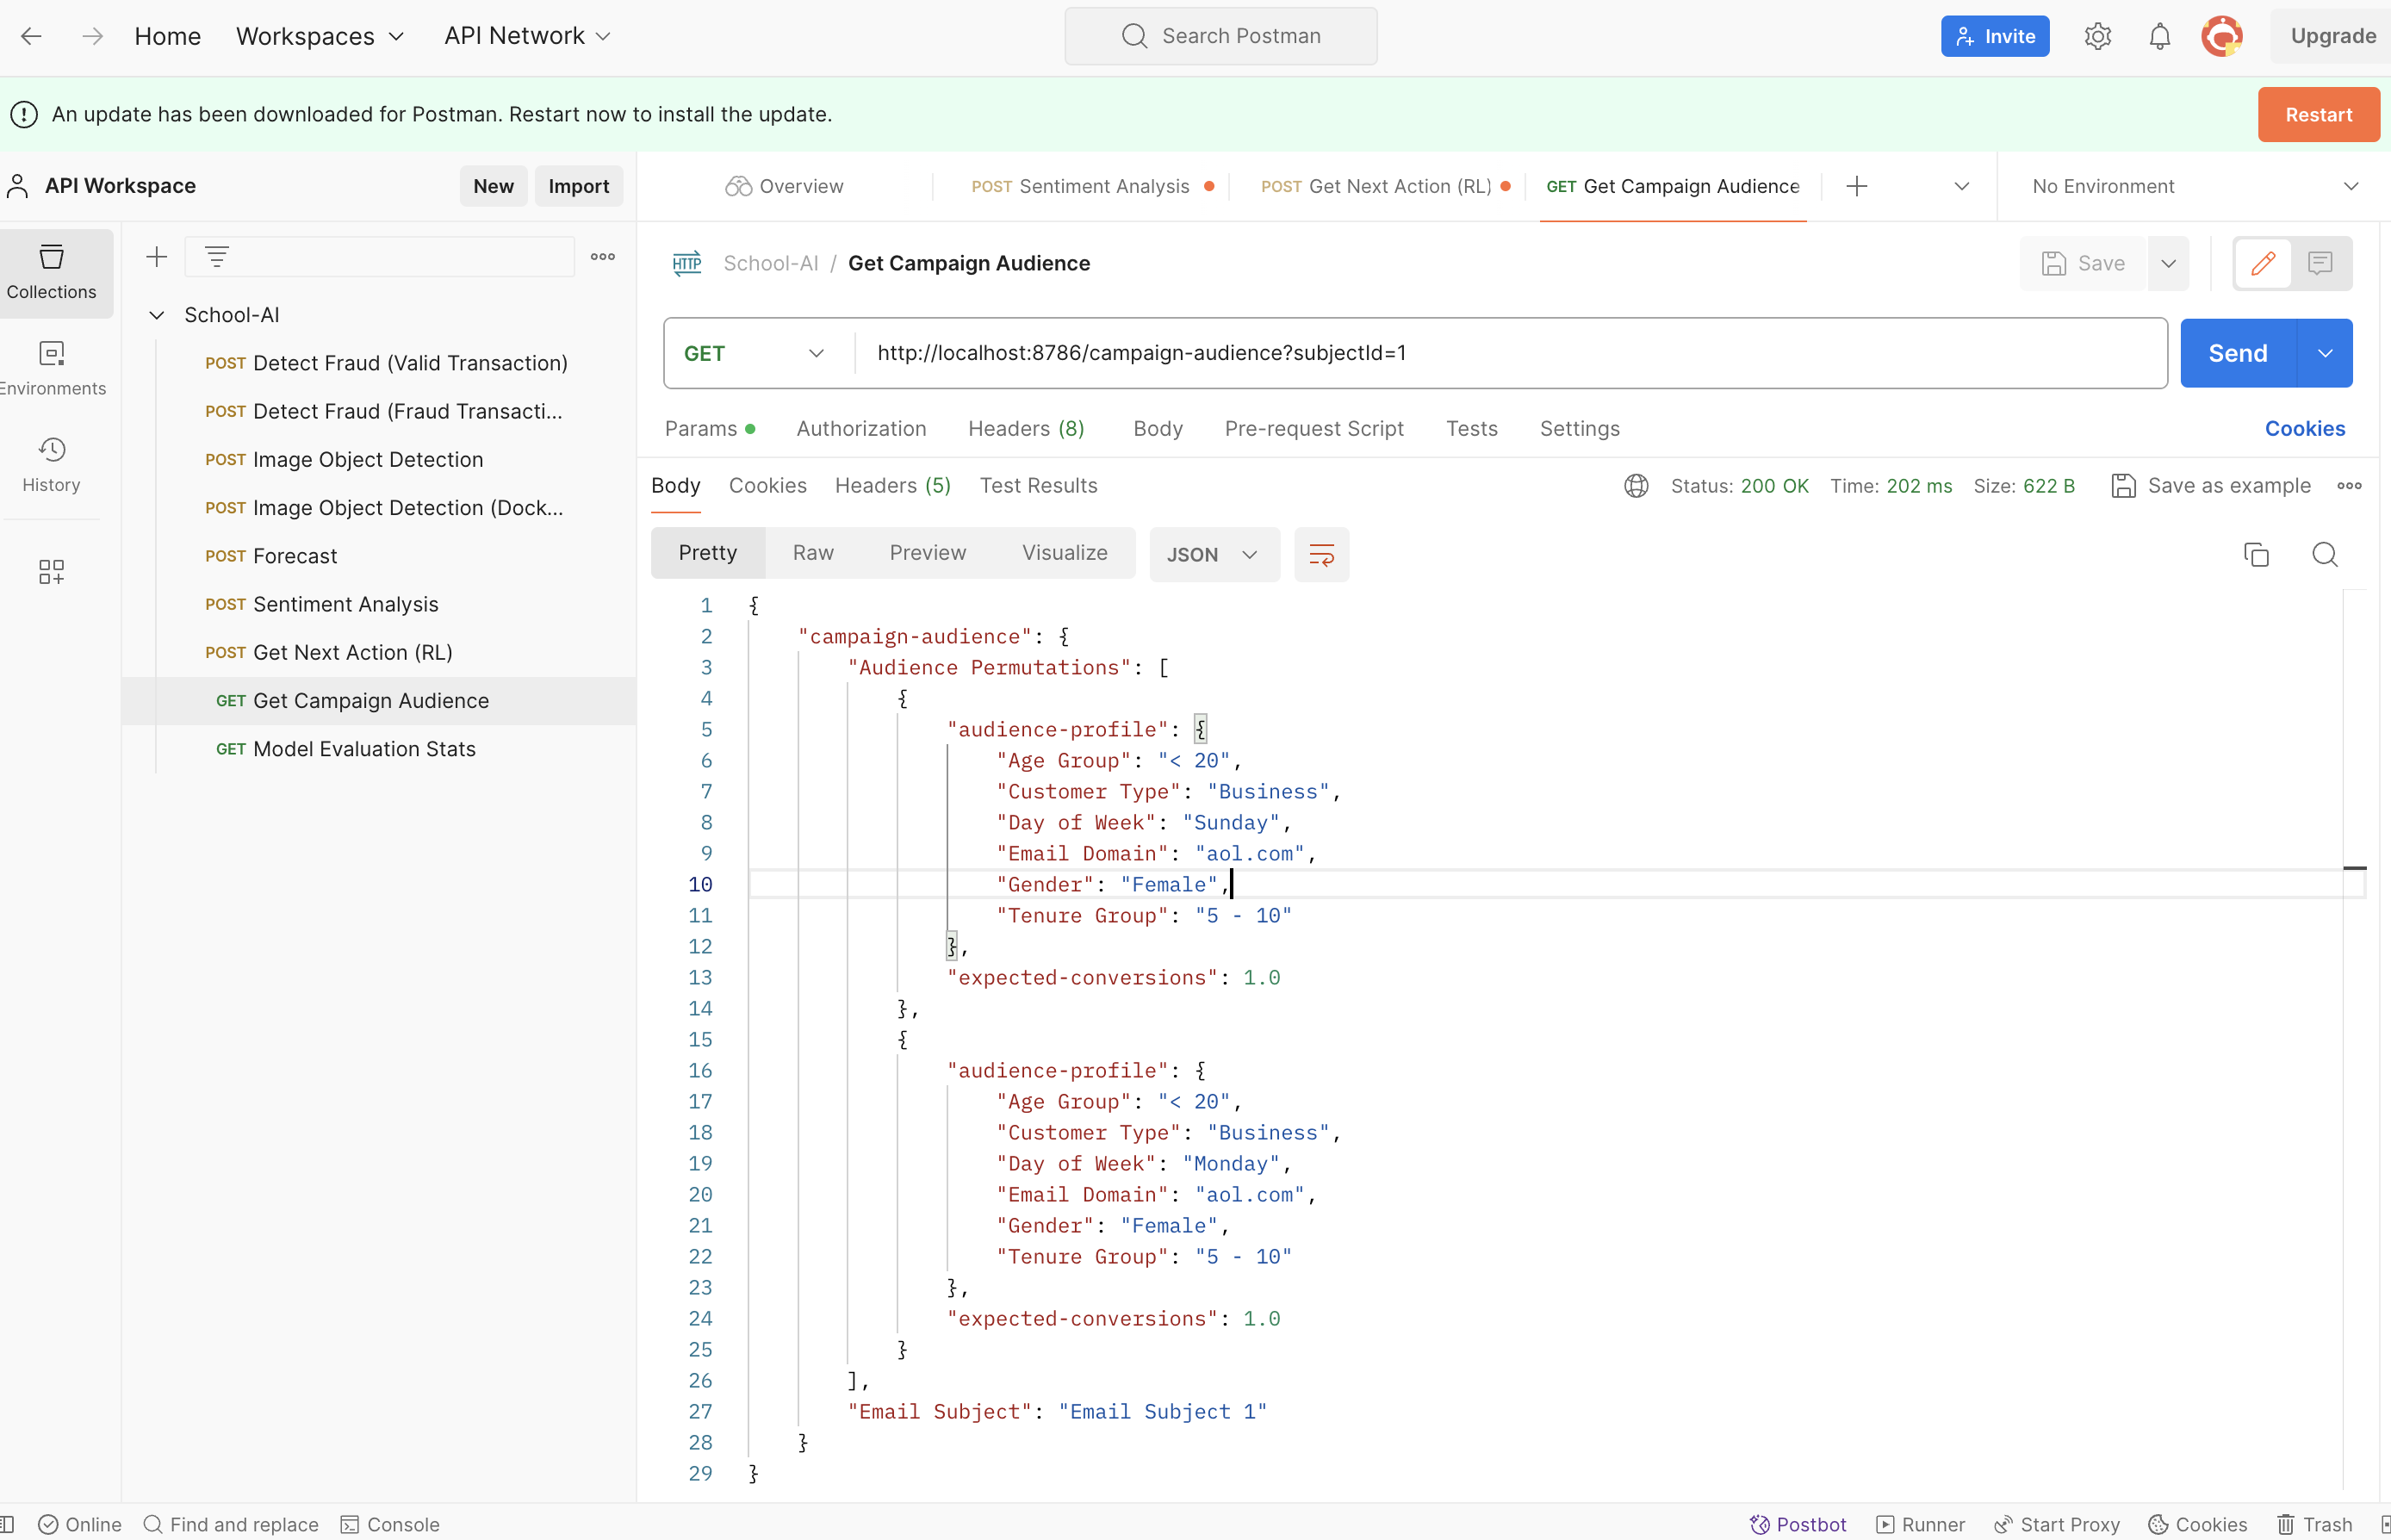 Home Workspaces API Network Search Postman Invite Upgrade
An update has been downloaded for Postman. Restart now to install the update. Restart
API Workspace New Import
Overview POST Sentiment Analysis POST Get Next Action (RL) GET Get Campaign Audience No Environment
Collections
Environments
History
School-AI
POST Detect Fraud (Valid Transaction)
POST Detect Fraud (Fraud Transacti...
POST Image Object Detection
POST Image Object Detection (Dock...
POST Forecast
POST Sentiment Analysis
POST Get Next Action (RL)
GET Get Campaign Audience
GET Model Evaluation Stats
HTTP School-AI / Get Campaign Audience Save
GET http://localhost:8786/campaign-audience?subjectId=1 Send
Params Authorization Headers (8) Body Pre-request Script Tests Settings Cookies
Body Cookies Headers (5) Test Results Status: 200 OK Time: 202 ms Size: 622 B Save as example
Pretty Raw Preview Visualize JSON
1 {
2 "campaign-audience": {
3 "Audience Permutations": [
4 {
5 "audience-profile": {
6 "Age Group": "< 20",
7 "Customer Type": "Business",
8 "Day of Week": "Sunday",
9 "Email Domain": "aol.com",
10 "Gender": "Female",
11 "Tenure Group": "5 - 10"
12 },
13 "expected-conversions": 1.0
14 },
15 {
16 "audience-profile": {
17 "Age Group": "< 20",
18 "Customer Type": "Business",
19 "Day of Week": "Monday",
20 "Email Domain": "aol.com",
21 "Gender": "Female",
22 "Tenure Group": "5 - 10"
23 },
24 "expected-conversions": 1.0
25 }
26 ],
27 "Email Subject": "Email Subject 1"
28 }
29 }
Online Find and replace Console Postbot Runner Start Proxy Cookies Trash